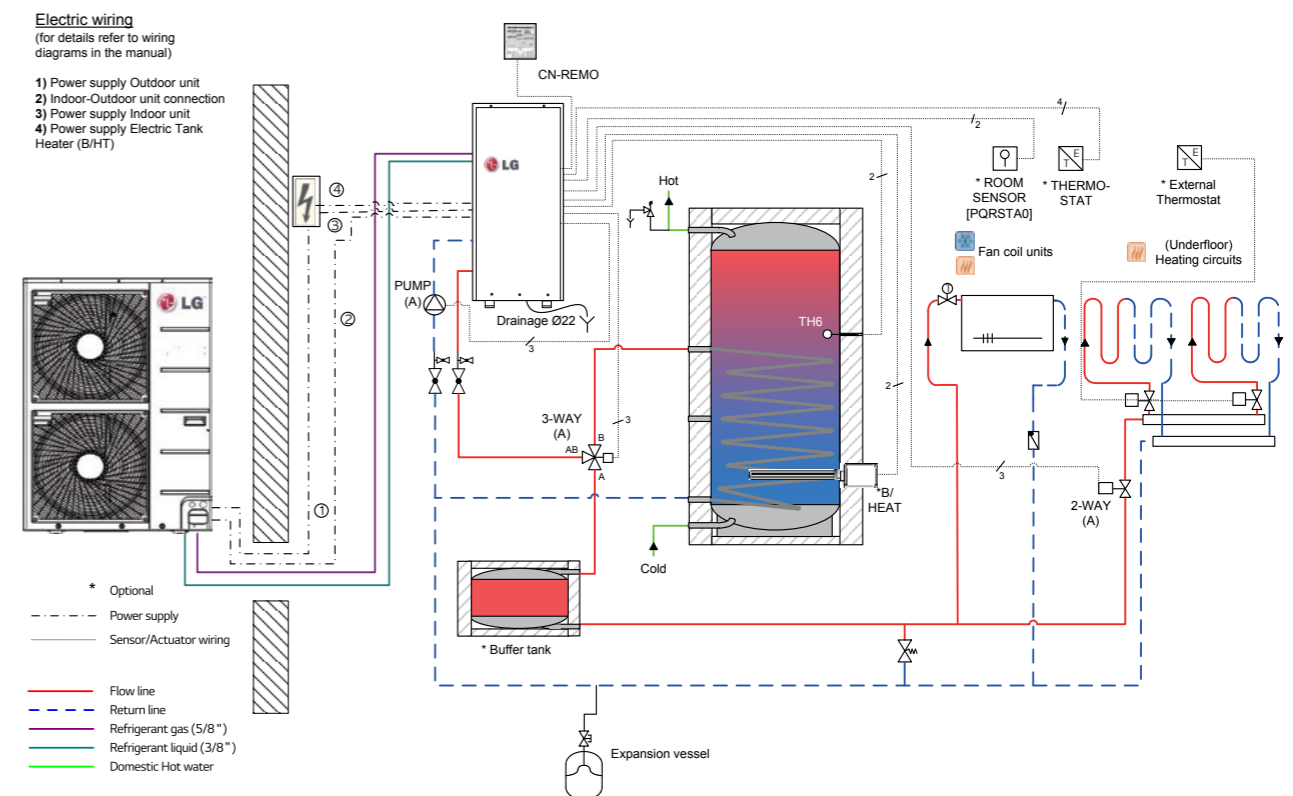 Electric wiring
(for details refer to wiring
diagrams in the manual)
1) Power supply Outdoor unit
2) Indoor-Outdoor unit connection
3) Power supply Indoor unit
4) Power supply Electric Tank
Heater (B/HT)
CN-REMO
LG
④
③
②
①
LG
PUMP
(A)
Drainage Ø22
3
Hot
TH6
2
2
3-WAY
(A)
AB
B
A
3
*B/
HEAT
Cold
4
2
* ROOM
SENSOR
[PQRSTA0]
E
T
* THERMO-
STAT
E
T
* External
Thermostat
Fan coil units
(Underfloor)
Heating circuits
3
2-WAY
(A)
* Buffer tank
Expansion vessel
* Optional
Power supply
Sensor/Actuator wiring
Flow line
Return line
Refrigerant gas (5/8")
Refrigerant liquid (3/8")
Domestic Hot water